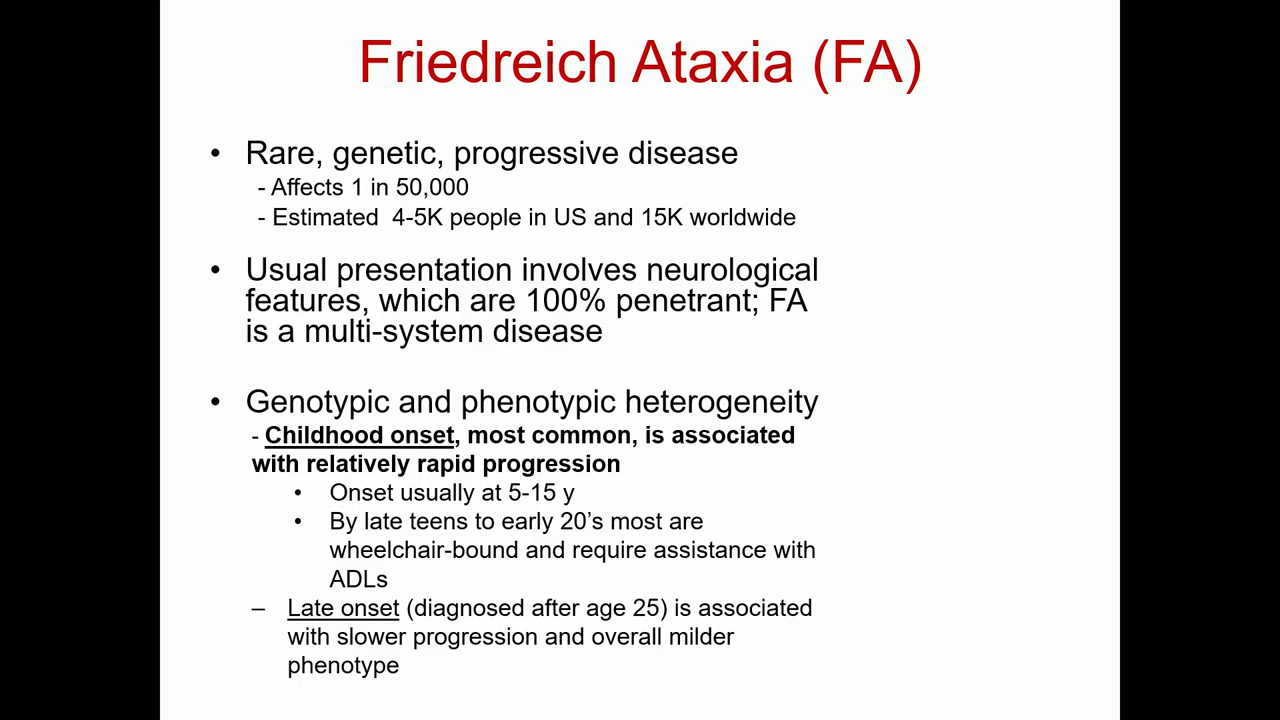 Friedreich Ataxia (FA)
• Rare, genetic, progressive disease
- Affects 1 in 50,000
- Estimated  4-5K people in US and 15K worldwide
• Usual presentation involves neurological
features, which are 100% penetrant; FA
is a multi-system disease
• Genotypic and phenotypic heterogeneity
- Childhood onset, most common, is associated
with relatively rapid progression
• Onset usually at 5-15 y
• By late teens to early 20’s most are
wheelchair-bound and require assistance with
ADLs
– Late onset (diagnosed after age 25) is associated
with slower progression and overall milder
phenotype